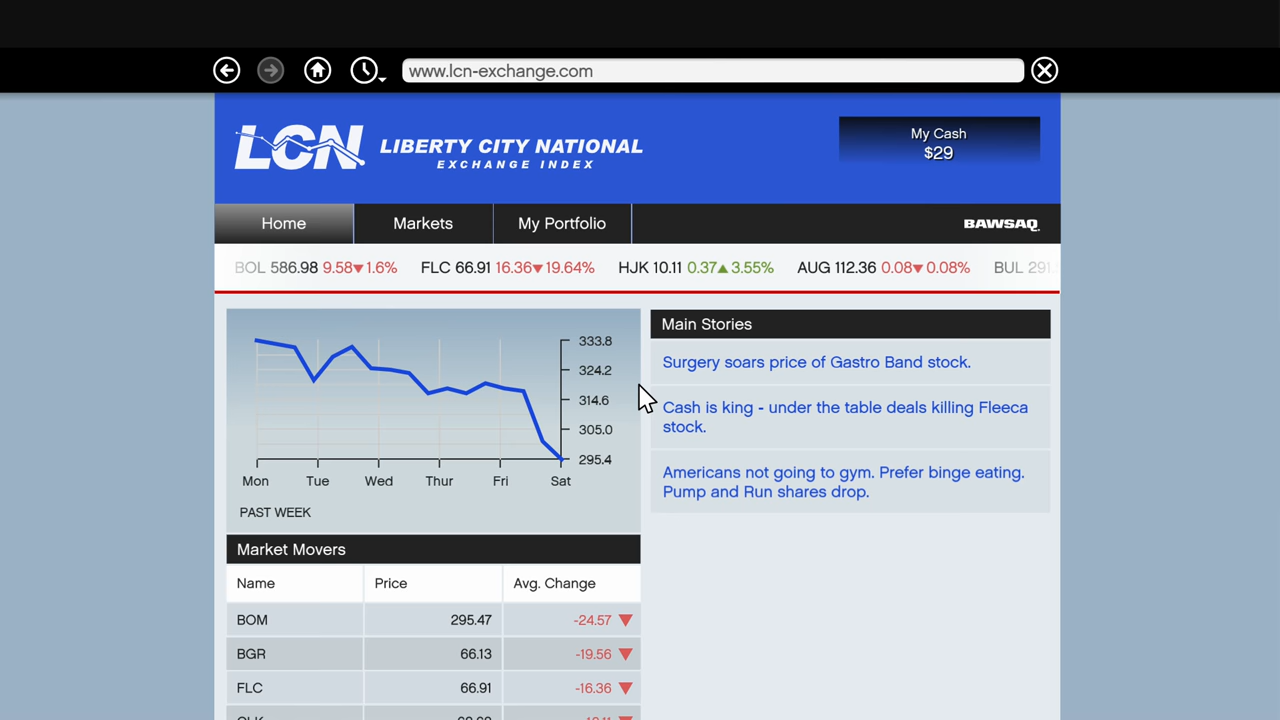 www.lcn-exchange.com
LCN LIBERTY CITY NATIONAL
EXCHANGE INDEX
My Cash
$29
Home Markets My Portfolio BAWSAQ
BOL 586.98 9.58▼1.6% FLC 66.91 16.36▼19.64% HJK 10.11 0.37▲3.55% AUG 112.36 0.08▼0.08% BUL 291
333.8
324.2
314.6
305.0
295.4
Mon Tue Wed Thur Fri Sat
PAST WEEK
Main Stories
Surgery soars price of Gastro Band stock.
Cash is king - under the table deals killing Fleeca
stock.
Americans not going to gym. Prefer binge eating.
Pump and Run shares drop.
Market Movers
Name Price Avg. Change
BOM 295.47 -24.57 ▼
BGR 66.13 -19.56 ▼
FLC 66.91 -16.36 ▼